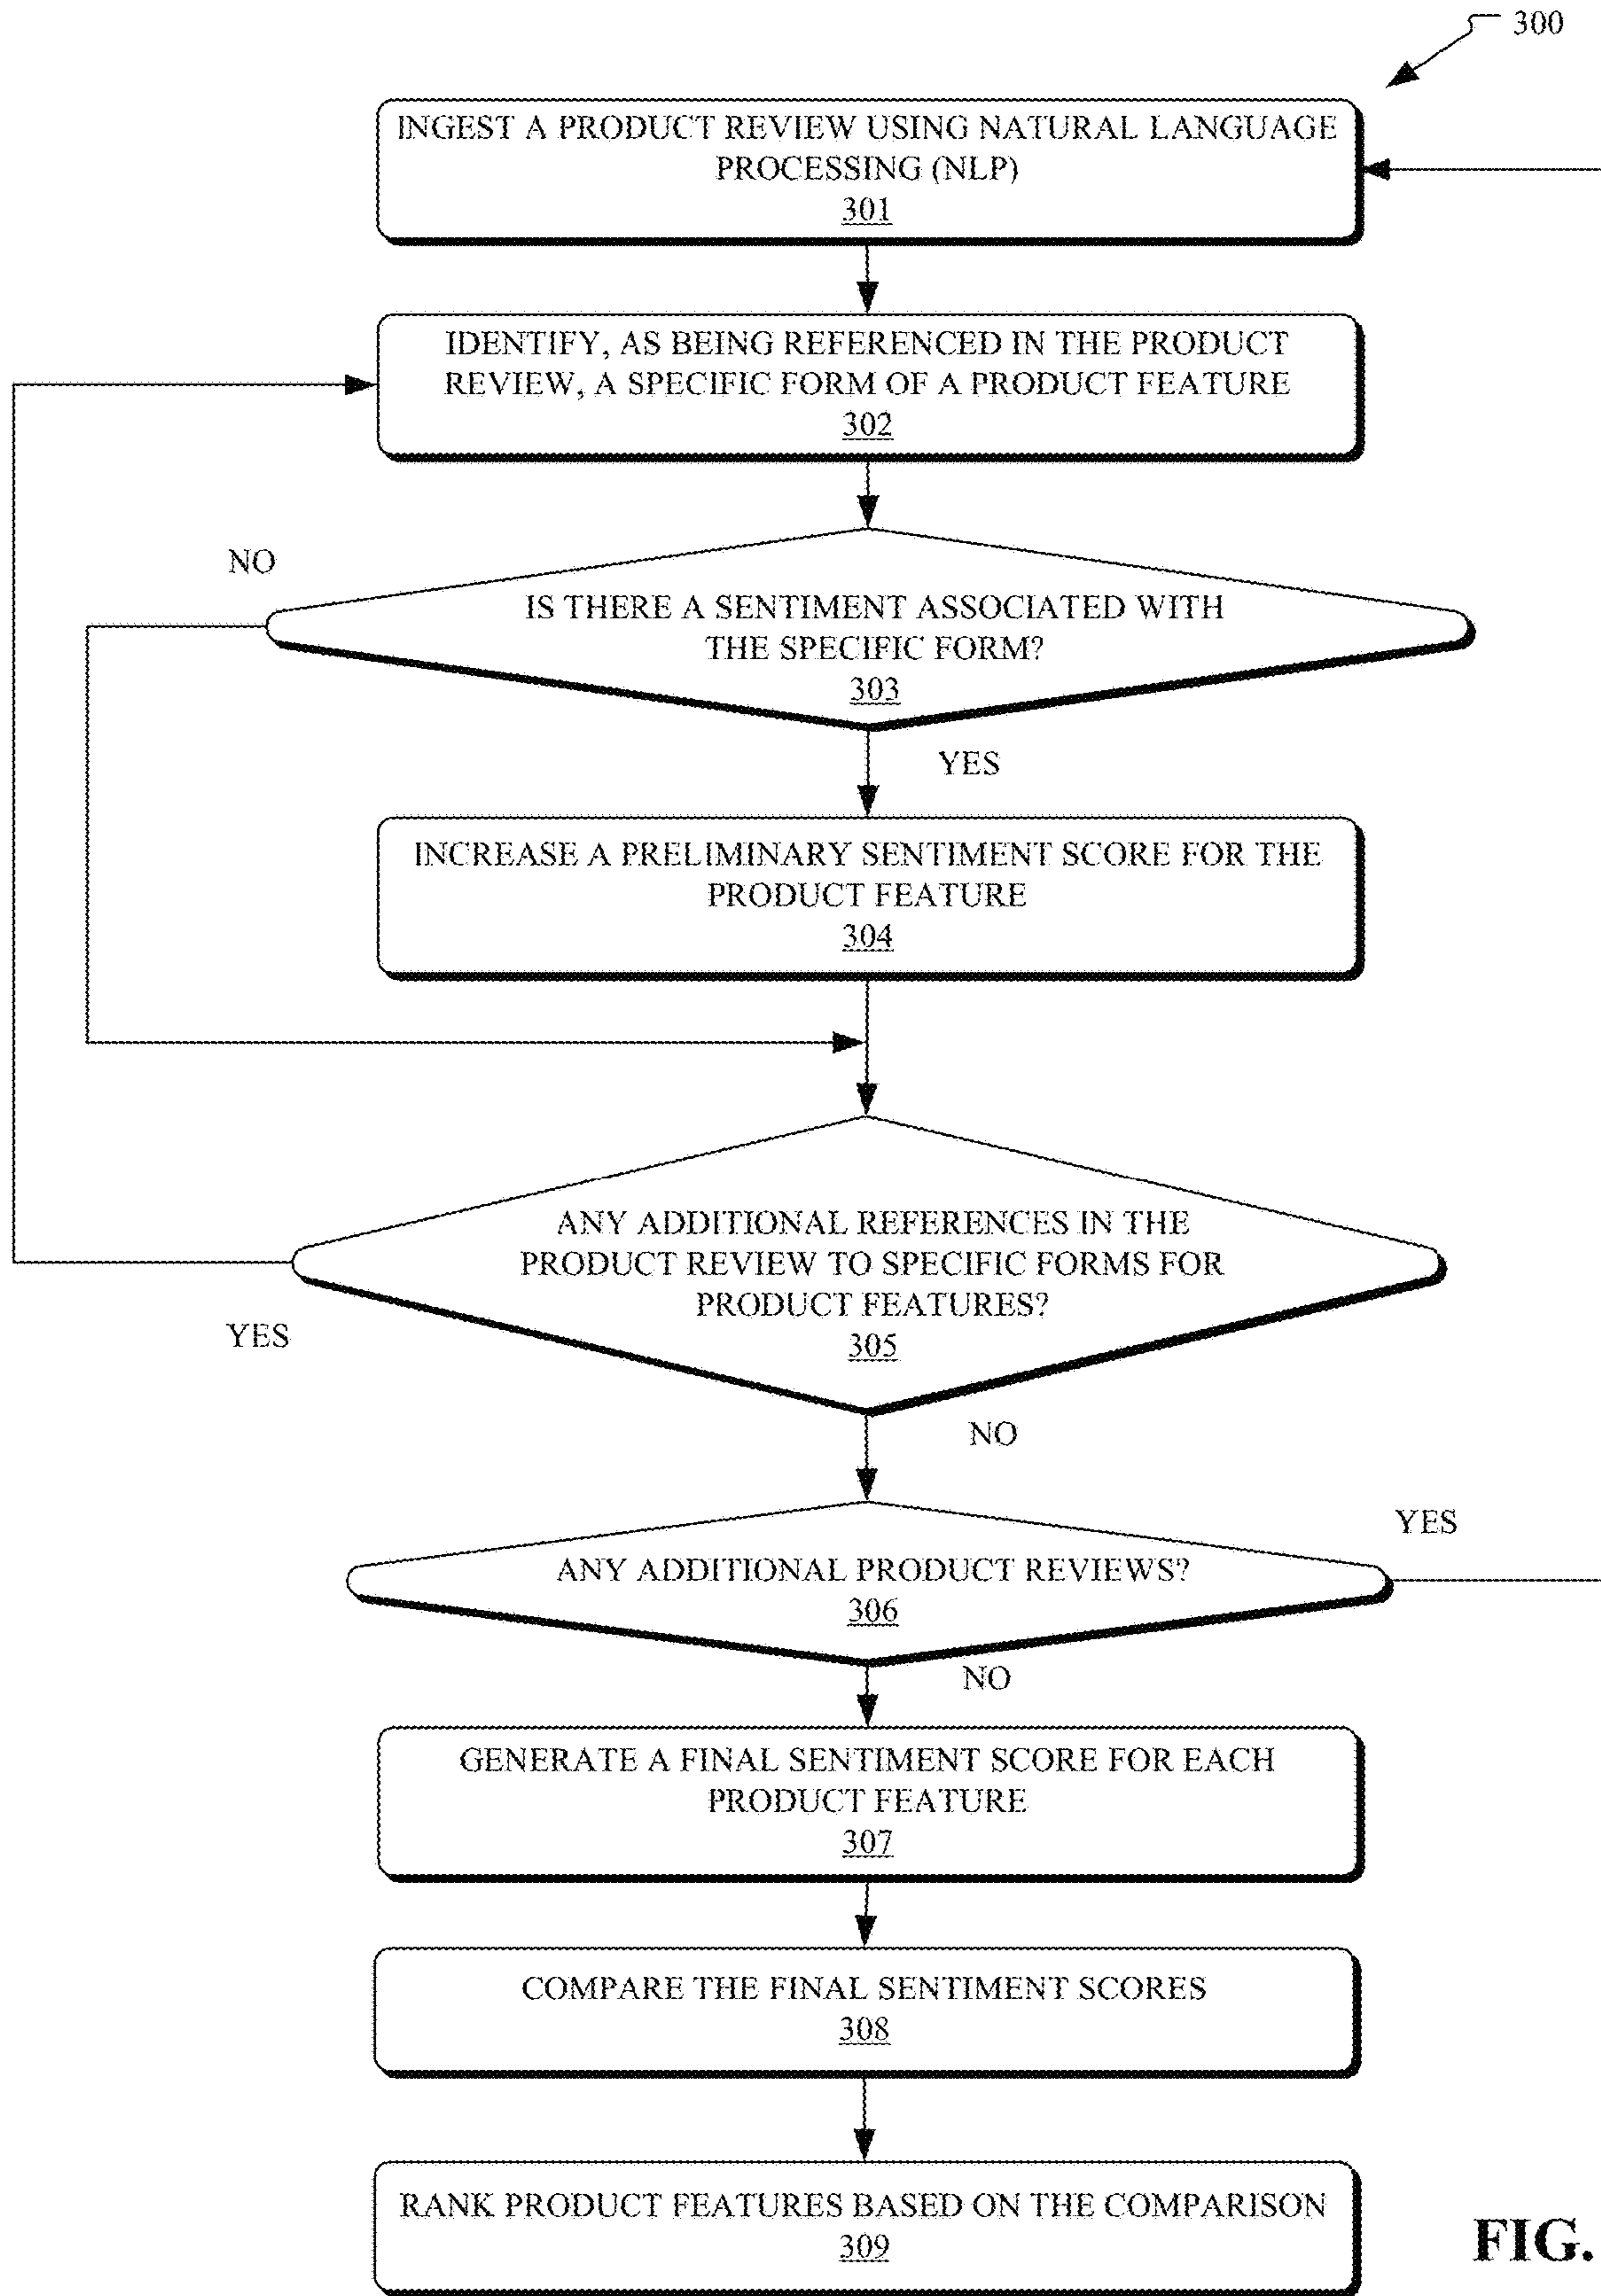 300
INGEST A PRODUCT REVIEW USING NATURAL LANGUAGE
PROCESSING (NLP)
301
IDENTIFY, AS BEING REFERENCED IN THE PRODUCT
REVIEW, A SPECIFIC FORM OF A PRODUCT FEATURE
302
NO
IS THERE A SENTIMENT ASSOCIATED WITH
THE SPECIFIC FORM?
303
YES
INCREASE A PRELIMINARY SENTIMENT SCORE FOR THE
PRODUCT FEATURE
304
ANY ADDITIONAL REFERENCES IN THE
PRODUCT REVIEW TO SPECIFIC FORMS FOR
PRODUCT FEATURES?
305
YES
NO
YES
ANY ADDITIONAL PRODUCT REVIEWS?
306
NO
GENERATE A FINAL SENTIMENT SCORE FOR EACH
PRODUCT FEATURE
307
COMPARE THE FINAL SENTIMENT SCORES
308
RANK PRODUCT FEATURES BASED ON THE COMPARISON
309
FIG.